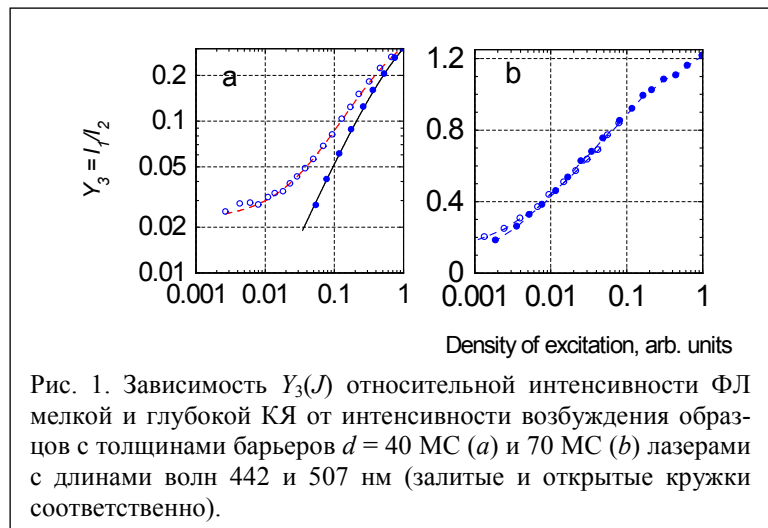 a
b
Y3 = I1/I2
0.2
0.1
0.05
0.02
0.01
0.001 0.01 0.1 1
1.2
0.8
0.4
0
0.001 0.01 0.1 1
Density of excitation, arb. units
Рис. 1. Зависимость Y3(J) относительной интенсивности ФЛ
мелкой и глубокой КЯ от интенсивности возбуждения образ-
цов с толщинами барьеров d = 40 МС (a) и 70 МС (b) лазерами
с длинами волн 442 и 507 нм (залитые и открытые кружки
соответственно).